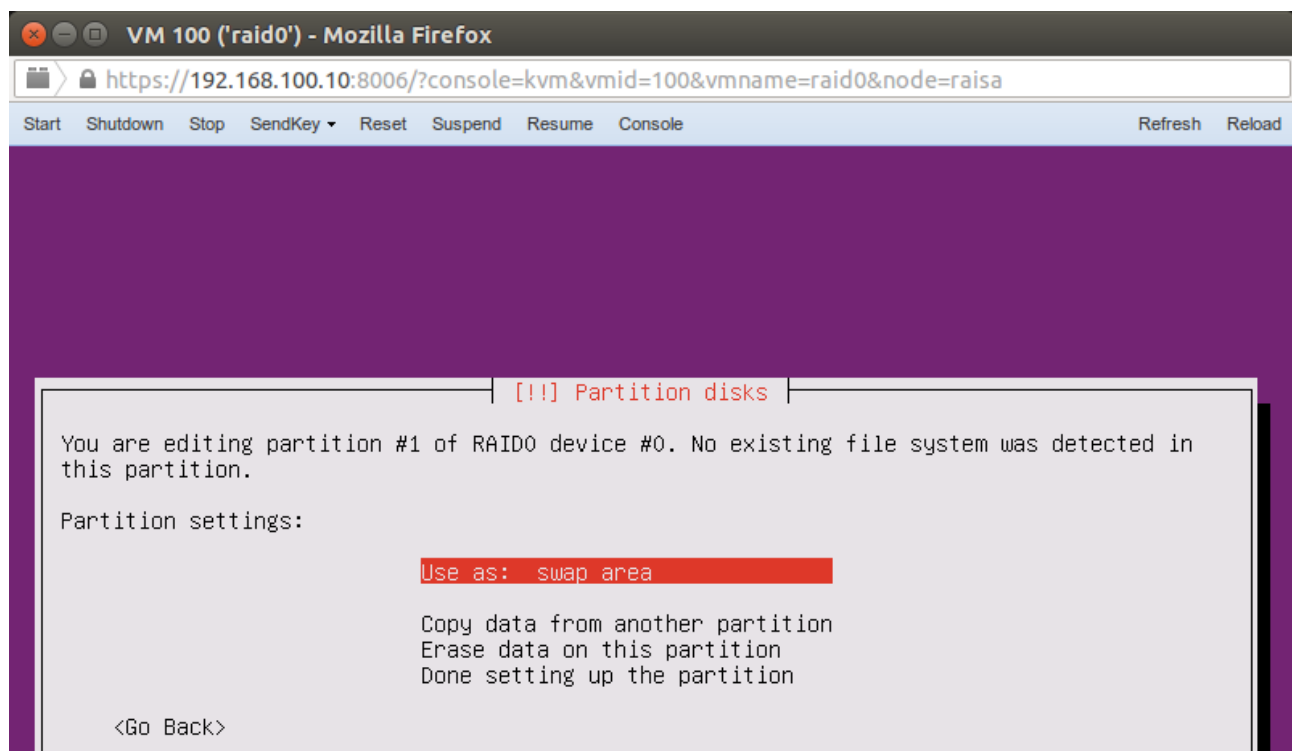 VM 100 ('raid0') - Mozilla Firefox
https://192.168.100.10:8006/?console=kvm&vmid=100&vmname=raid0&node=raisa
Start Shutdown Stop SendKey Reset Suspend Resume Console Refresh Reload
[!!] Partition disks
You are editing partition #1 of RAID0 device #0. No existing file system was detected in
this partition.
Partition settings:
Use as: swap area
Copy data from another partition
Erase data on this partition
Done setting up the partition
<Go Back>